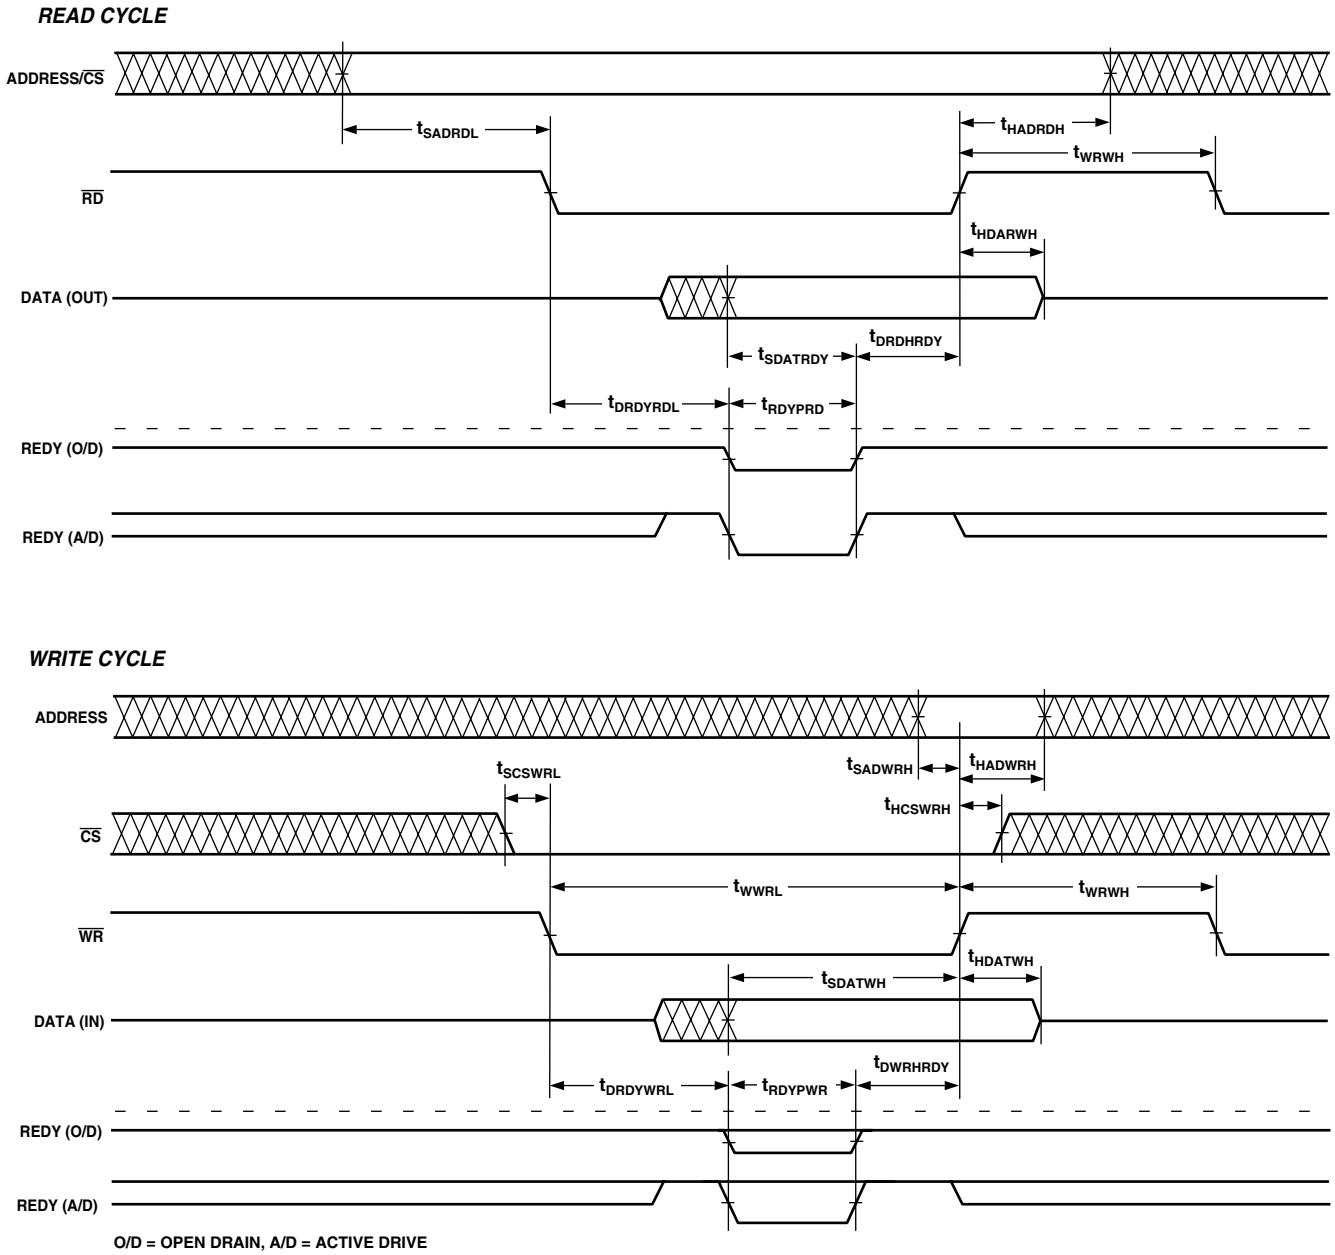 READ CYCLE
ADDRESS/CS
tSADRDL
tHADRDH
tWRWH
RD
tHDARWH
DATA (OUT)
tSDATRDY
tDRDHRDY
tDRDYRDL
tRDYPRD
REDY (O/D)
REDY (A/D)
WRITE CYCLE
ADDRESS
tSCSWRL
tSADWRH
tHADWRH
tHCSWRH
CS
tWWRL
tWRWH
WR
tSDATWH
tHDATWH
DATA (IN)
tDRDYWRL
tRDYPWR
tDWRHRDY
REDY (O/D)
REDY (A/D)
O/D = OPEN DRAIN, A/D = ACTIVE DRIVE